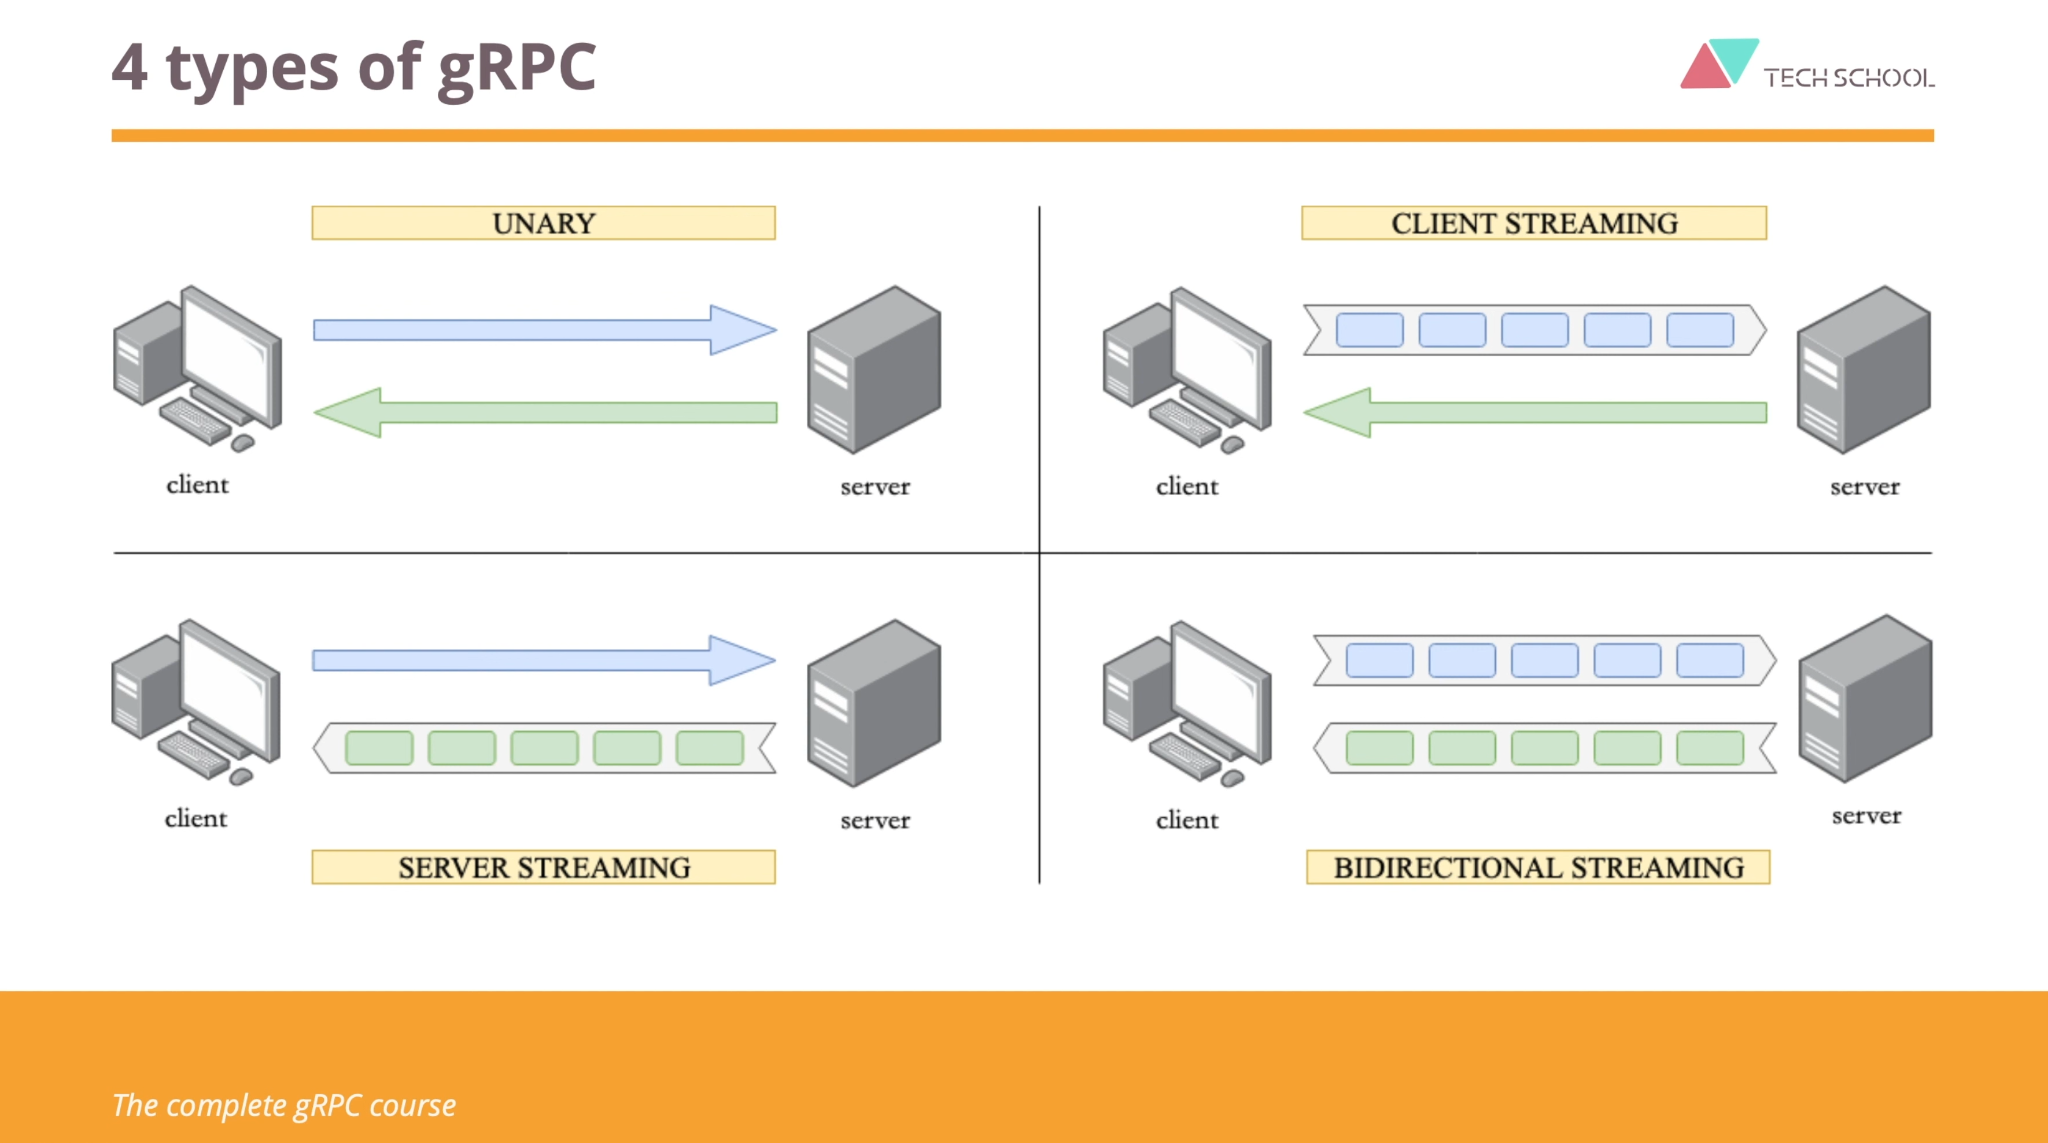 4 types of gRPC
TECH SCHOOL
UNARY
client
server
CLIENT STREAMING
client
server
client
server
SERVER STREAMING
client
server
BIDIRECTIONAL STREAMING
The complete gRPC course